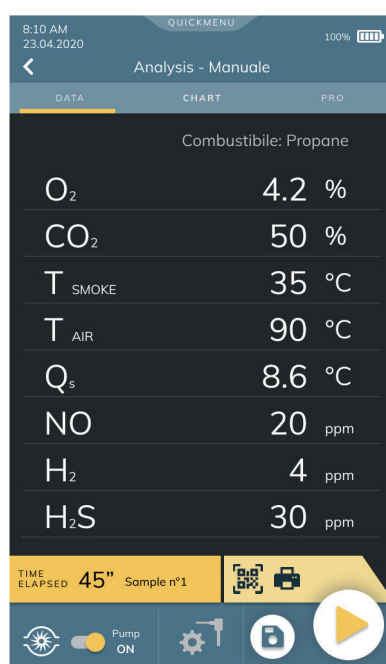 QUICKMENU
8:10 AM
23.04.2020
100%
Analysis - Manuale
DATA CHART PRO
Combustibile: Propane
O₂ 4.2 %
CO₂ 50 %
T SMOKE 35 °C
T AIR 90 °C
Qₛ 8.6 °C
NO 20 ppm
H₂ 4 ppm
H₂S 30 ppm
TIME ELAPSED 45” Sample n°1
Pump
ON